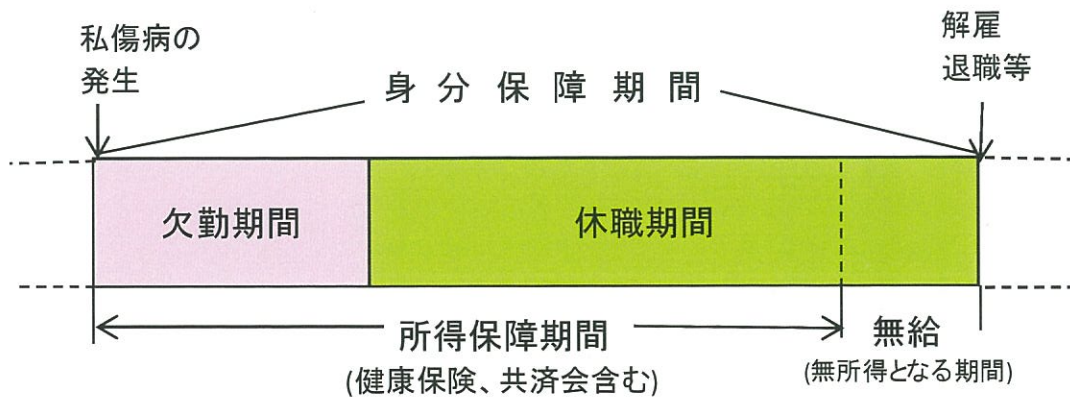 私傷病の
発生
身分保障期間
解雇
退職等
欠勤期間
休職期間
所得保障期間
(健康保険、共済会含む)
無給
(無所得となる期間)